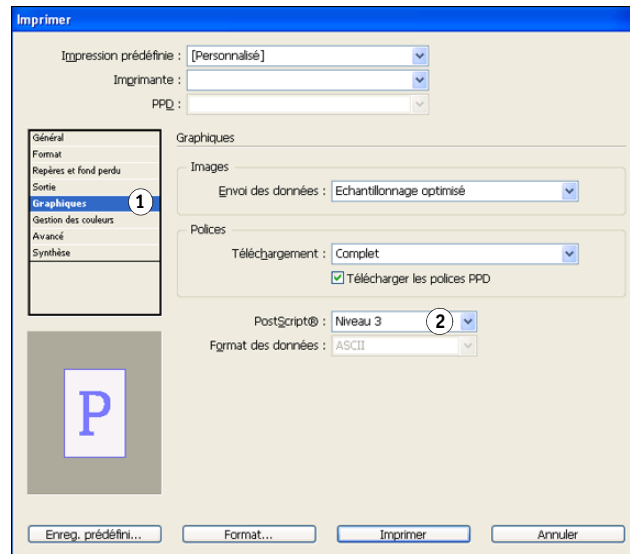 Imprimer
Impression prédéfinie : [Personnalisé]
Imprimante :
PPD :
Général
Format
Repères et fond perdu
Sortie
Graphiques 1
Gestion des couleurs
Avancé
Synthèse
Graphiques
Images
Envoi des données : Echantillonnage optimisé
Polices
Téléchargement : Complet
Télécharger les polices PPD
PostScript® : Niveau 3 2
Format des données : ASCII
P
Enreg. prédéfini... Format... Imprimer Annuler